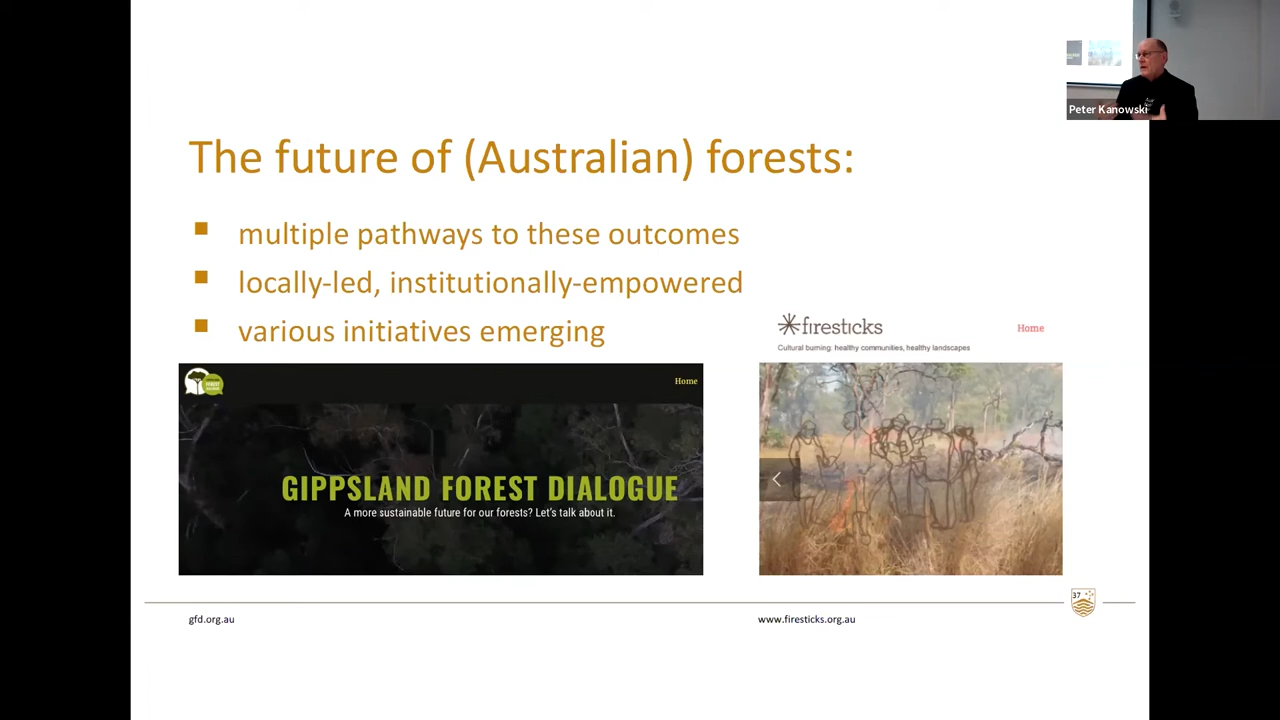 Peter Kanowski
The future of (Australian) forests:
multiple pathways to these outcomes
locally-led, institutionally-empowered
various initiatives emerging
firesticks
Home
Cultural burning: healthy communities, healthy landscapes
Home
GIPPSLAND FOREST DIALOGUE
A more sustainable future for our forests? Let's talk about it.
37
gfd.org.au
www.firesticks.org.au